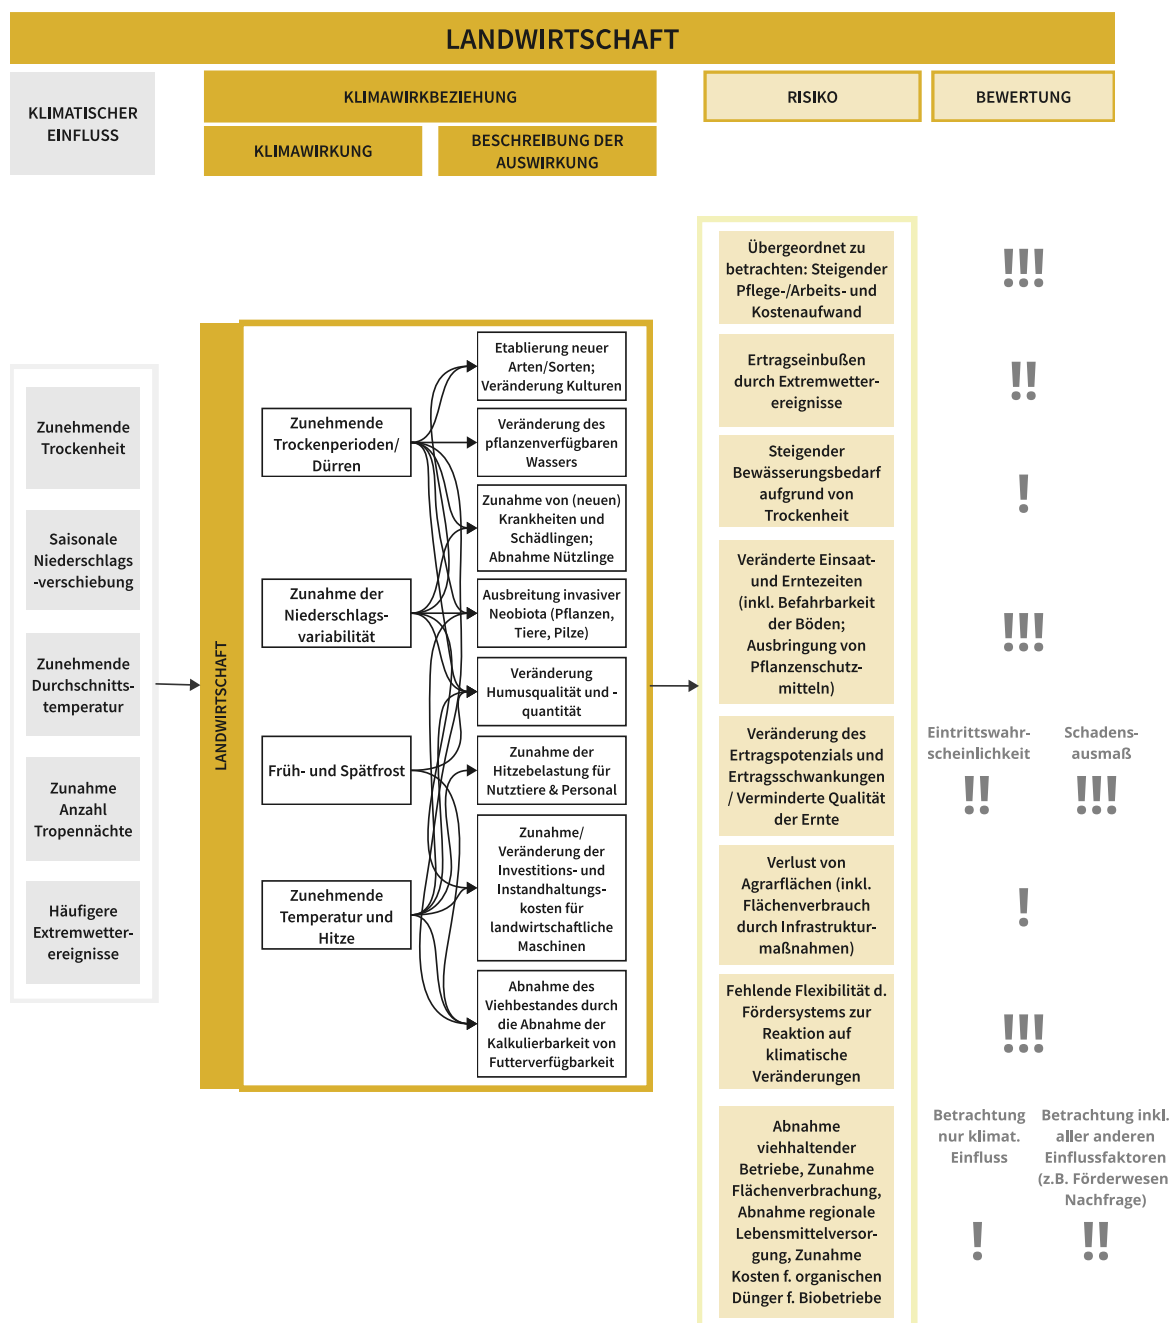 LANDWIRTSCHAFT
KLIMATISCHER
EINFLUSS
KLIMAWIRKBEZIEHUNG
KLIMAWIRKUNG
BESCHREIBUNG DER
AUSWIRKUNG
RISIKO
BEWERTUNG
Zunehmende
Trockenheit
Saisonale
Niederschlags
-verschiebung
Zunehmende
Durchschnitts-
temperatur
Zunahme
Anzahl
Tropennächte
Häufigere
Extremwetter-
ereignisse
LANDWIRTSCHAFT
Zunehmende
Trockenperioden/
Dürren
Zunahme der
Niederschlags-
variabilität
Früh- und Spätfrost
Zunehmende
Temperatur und
Hitze
Etablierung neuer
Arten/Sorten;
Veränderung Kulturen
Veränderung des
pflanzenverfügbaren
Wassers
Zunahme von (neuen)
Krankheiten und
Schädlingen;
Abnahme Nützlinge
Ausbreitung invasiver
Neobiota (Pflanzen,
Tiere, Pilze)
Veränderung
Humusqualität und -
quantität
Zunahme der
Hitzebelastung für
Nutztiere & Personal
Zunahme/
Veränderung der
Investitions- und
Instandhaltungs-
kosten für
landwirtschaftliche
Maschinen
Abnahme des
Viehbestandes durch
die Abnahme der
Kalkulierbarkeit von
Futterverfügbarkeit
Übergeordnet zu
betrachten: Steigender
Pflege-/Arbeits- und
Kostenaufwand
!!!
Ertragseinbußen
durch Extremwetter-
ereignisse
!!
Steigender
Bewässerungsbedarf
aufgrund von
Trockenheit
!
Veränderte Einsaat-
und Erntezeiten
(inkl. Befahrbarkeit
der Böden;
Ausbringung von
Pflanzenschutz-
mitteln)
!!!
Veränderung des
Ertragspotenzials und
Ertragsschwankungen
/ Verminderte Qualität
der Ernte
Eintrittswahr-
scheinlichkeit
!!
Schadens-
ausmaß
!!!
Verlust von
Agrarflächen (inkl.
Flächenverbrauch
durch Infrastruktur-
maßnahmen)
!
Fehlende Flexibilität d.
Fördersystems zur
Reaktion auf
klimatische
Veränderungen
!!!
Abnahme
viehhaltender
Betriebe, Zunahme
Flächenverbrachung,
Abnahme regionale
Lebensmittelversor-
gung, Zunahme
Kosten f. organischen
Dünger f. Biobetriebe
Betrachtung
nur klimat.
Einfluss
!
Betrachtung inkl.
aller anderen
Einflussfaktoren
(z.B. Förderwesen
Nachfrage)
!!